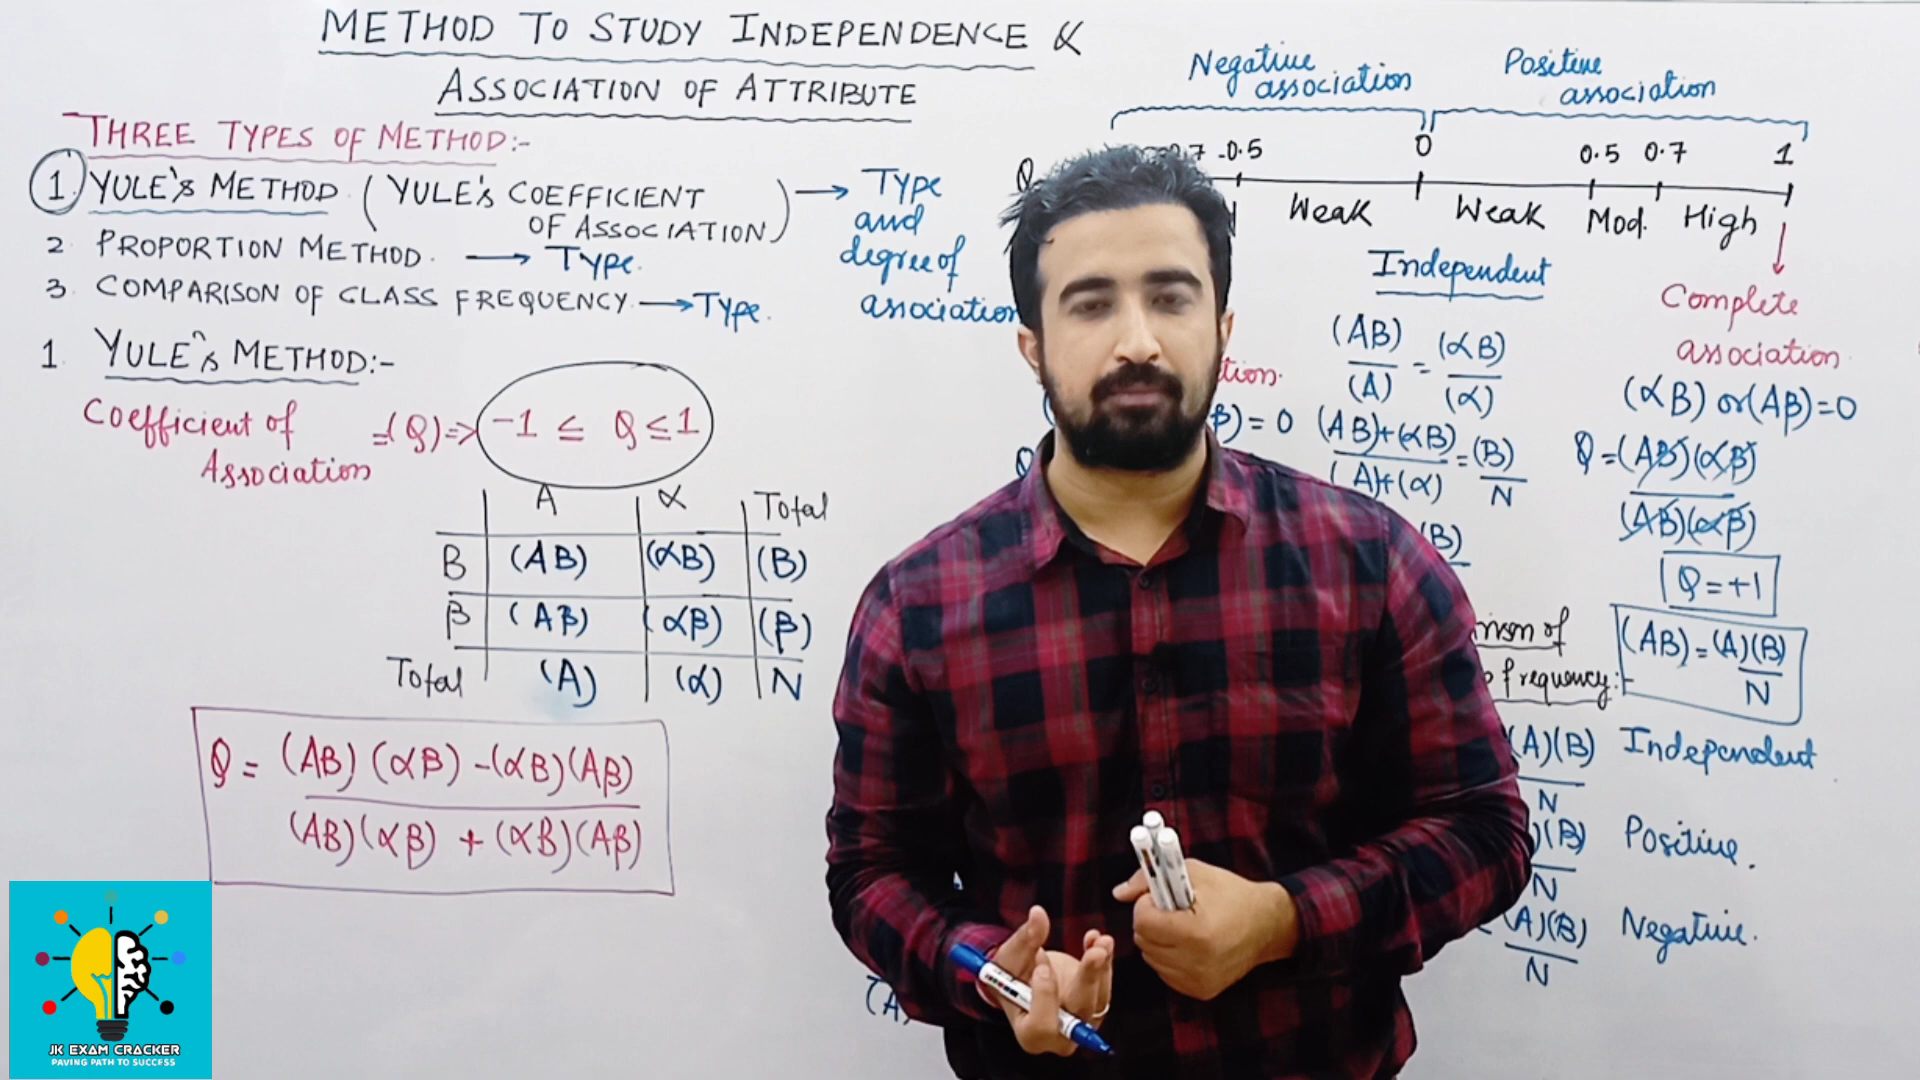 METHOD TO STUDY INDEPENDENCE &
ASSOCIATION OF ATTRIBUTE
THREE TYPES OF METHOD:-
1 YULE'S METHOD (YULE'S COEFFICIENT
OF ASSOCIATION) → Type
and
degree of
association
2 PROPORTION METHOD. → Type.
3. COMPARISON OF CLASS FREQUENCY. → Type.
1. YULE'S METHOD:-
Coefficient of
Association
=(Q)=> -1 ≤ Q ≤ 1
A α Total
B (AB) (αB) (B)
β (Aβ) (αβ) (β)
Total (A) (α) N
Q = (AB)(αβ) - (αB)(Aβ)
(AB)(αβ) + (αB)(Aβ)
Negative
association
Positive
association
-0.5 0 0.5 0.7 1
Weak Weak Mod. High
Independent
(AB) = (αB)
(A) (α)
(AB)+(αB) = (B)
(A)+(α) N
Complete
association
(αB) or (Aβ)=0
Q = (AB)(αβ)
(AB)(αβ)
Q = +1
(AB) = (A)(B)
N
β) = 0
(A)(B) Independent
N
)(B) Positive.
N
(A)(B) Negative.
N
frequency:-
JK EXAM CRACKER
PAVING PATH TO SUCCESS